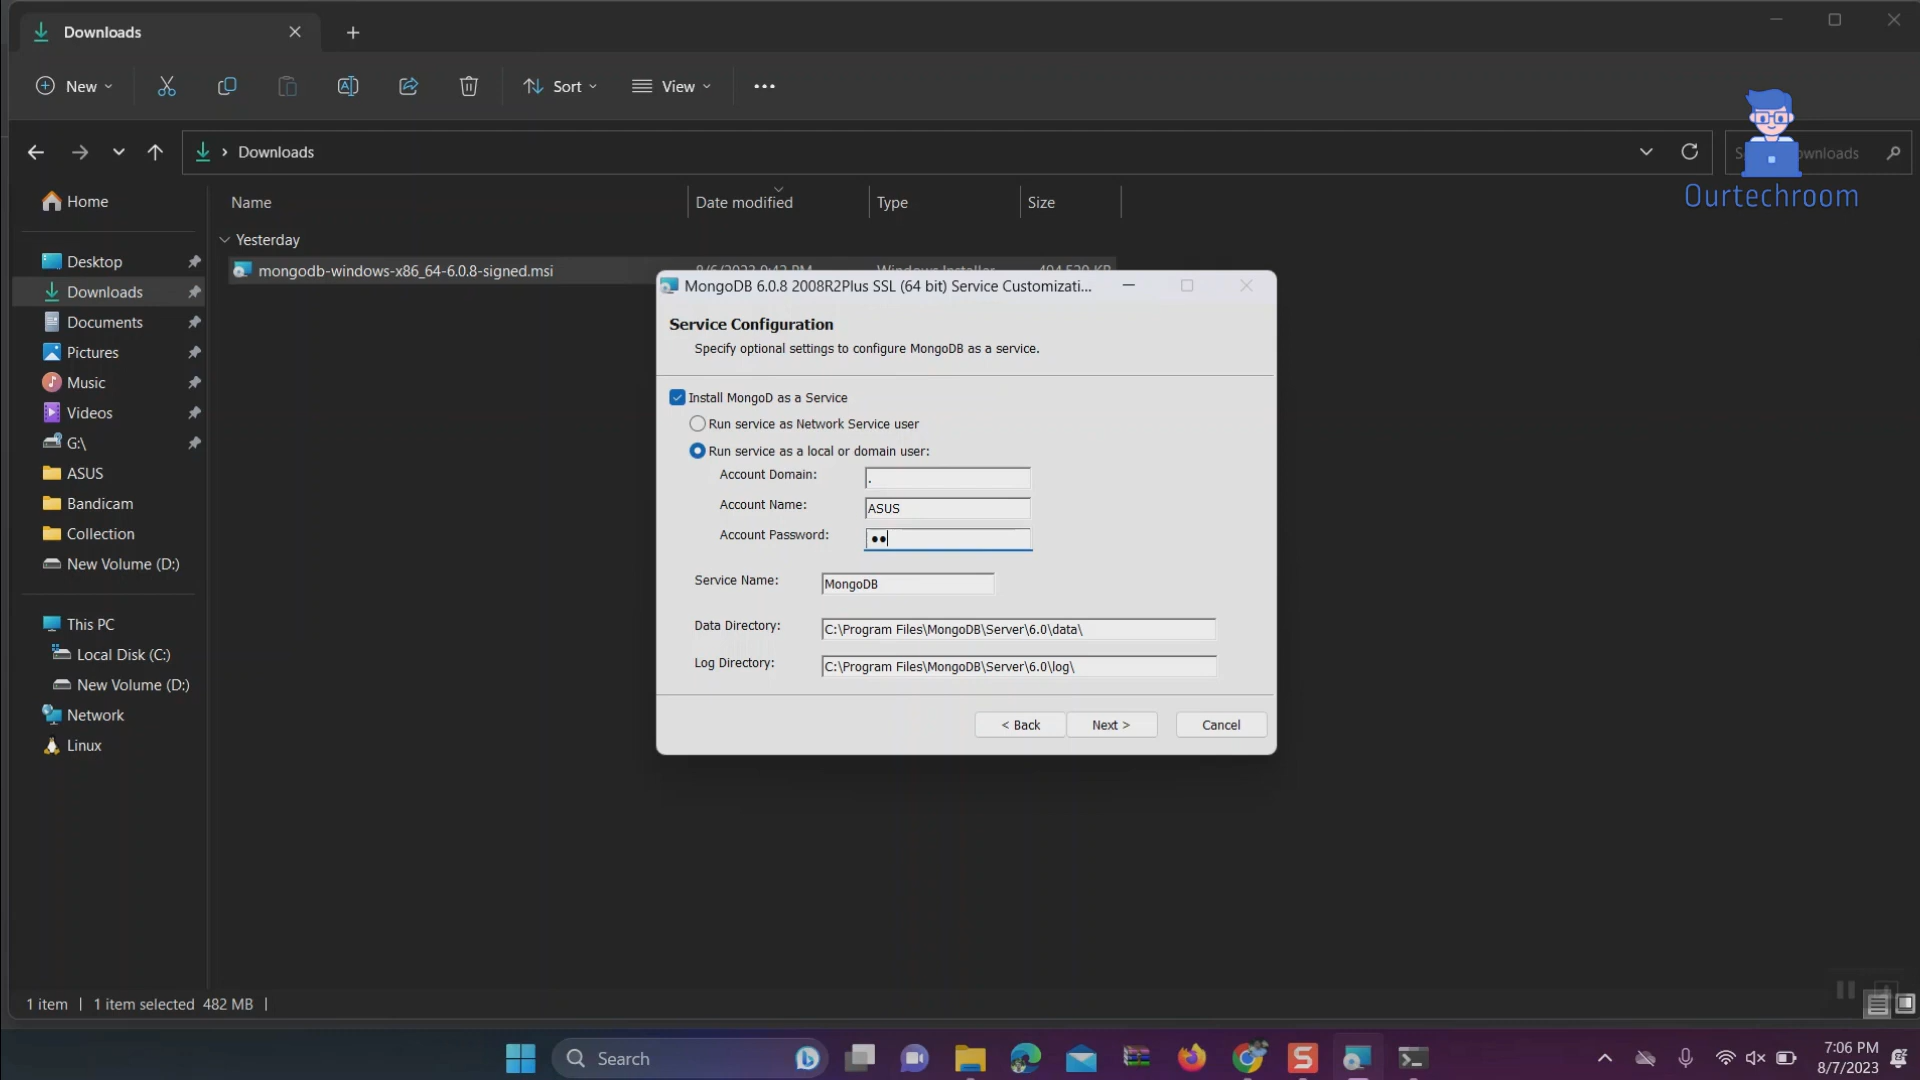 Downloads
New
Sort
View
Downloads
Ourtechroom
Home
Desktop
Downloads
Documents
Pictures
Music
Videos
G:\
ASUS
Bandicam
Collection
New Volume (D:)
This PC
Local Disk (C:)
New Volume (D:)
Network
Linux
Name
Date modified
Type
Size
Yesterday
mongodb-windows-x86_64-6.0.8-signed.msi
MongoDB 6.0.8 2008R2Plus SSL (64 bit) Service Customizati...
Service Configuration
Specify optional settings to configure MongoDB as a service.
Install MongoD as a Service
Run service as Network Service user
Run service as a local or domain user:
Account Domain: .
Account Name: ASUS
Account Password: ●●
Service Name: MongoDB
Data Directory: C:\Program Files\MongoDB\Server\6.0\data\
Log Directory: C:\Program Files\MongoDB\Server\6.0\log\
< Back
Next >
Cancel
1 item | 1 item selected 482 MB |
Search
7:06 PM
8/7/2023